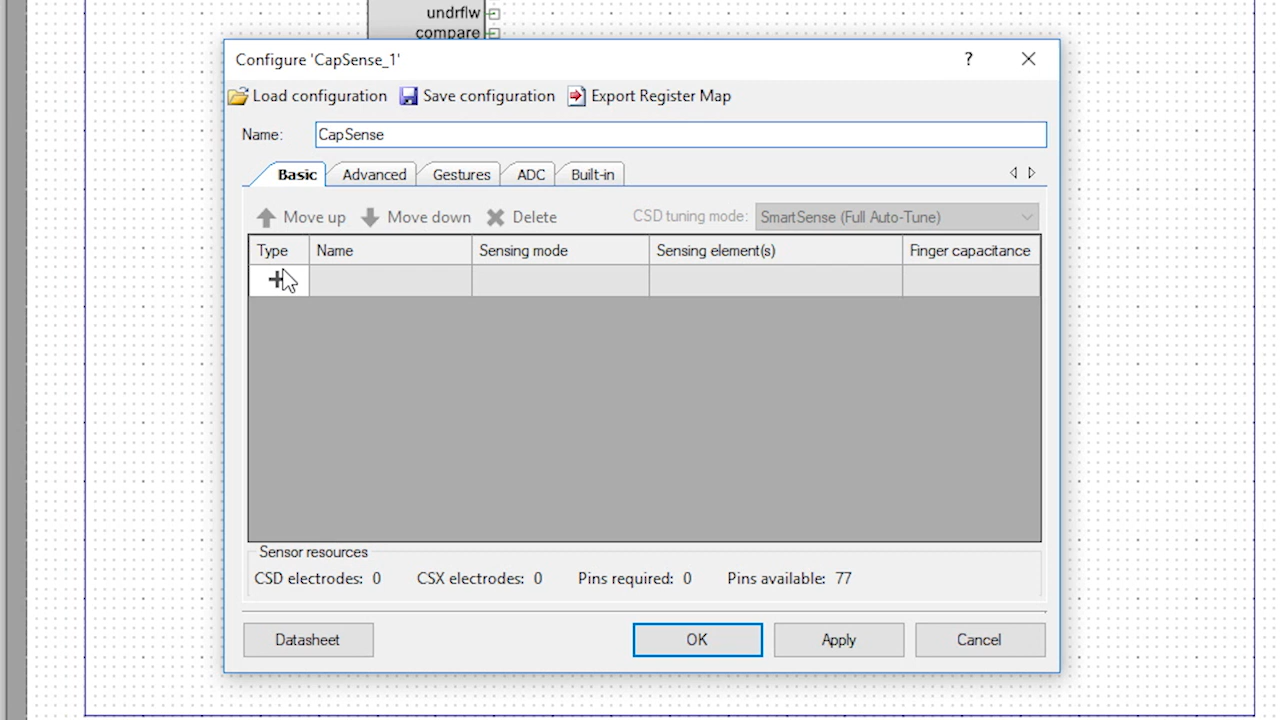 undrflw
compare
Configure 'CapSense_1'
?
Load configuration Save configuration Export Register Map
Name: CapSense
Basic Advanced Gestures ADC Built-in
Move up Move down Delete CSD tuning mode: SmartSense (Full Auto-Tune)
Type Name Sensing mode Sensing element(s) Finger capacitance
Sensor resources
CSD electrodes: 0 CSX electrodes: 0 Pins required: 0 Pins available: 77
Datasheet OK Apply Cancel